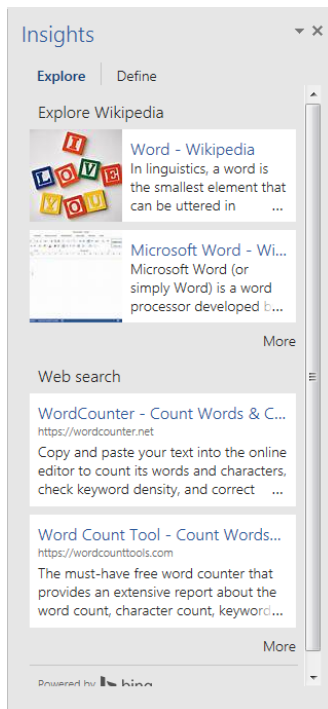 Insights
Explore Define
Explore Wikipedia
I
LOVE
YOU
Word - Wikipedia
In linguistics, a word is
the smallest element that
can be uttered in ...
Microsoft Word - Wi...
Microsoft Word (or
simply Word) is a word
processor developed b...
More
Web search
WordCounter - Count Words & C...
https://wordcounter.net
Copy and paste your text into the online
editor to count its words and characters,
check keyword density, and correct ...
Word Count Tool - Count Words...
https://wordcounttools.com
The must-have free word counter that
provides an extensive report about the
word count, character count, keyword...
More
Powered by bing